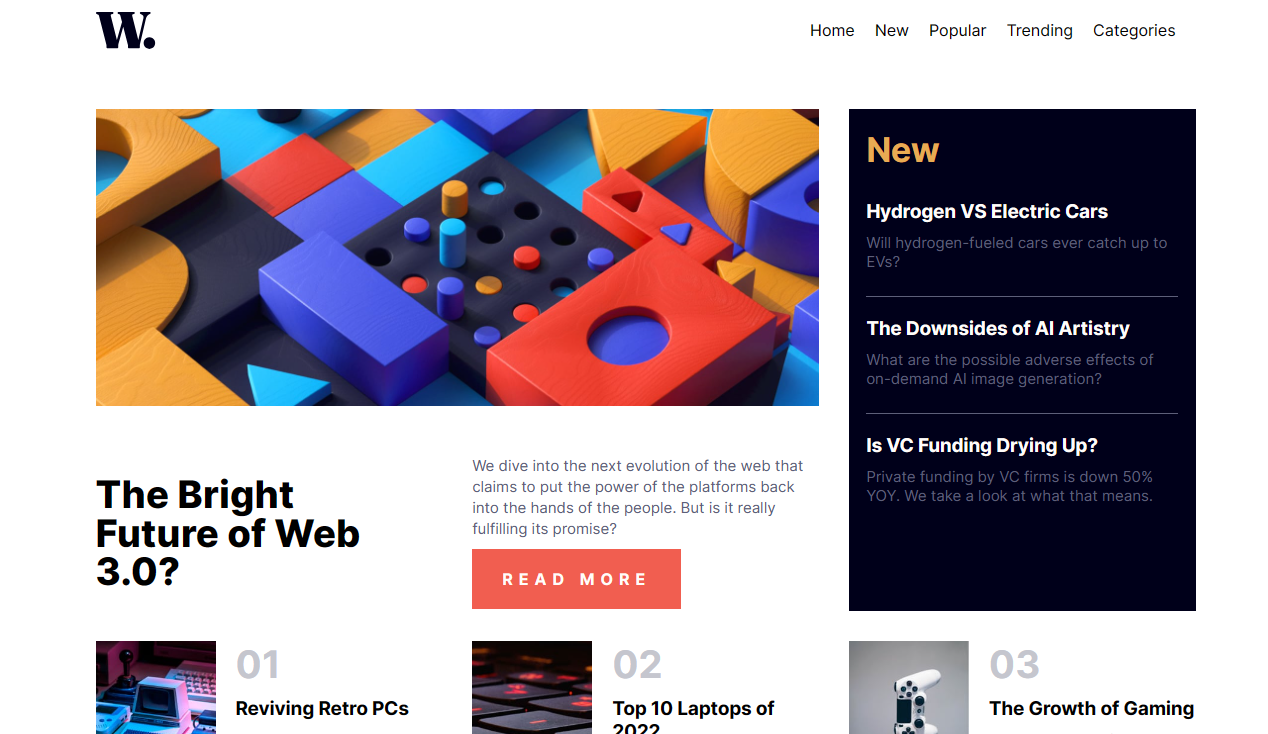 W.
Home New Popular Trending Categories
New
Hydrogen VS Electric Cars
Will hydrogen-fueled cars ever catch up to
EVs?
The Downsides of AI Artistry
What are the possible adverse effects of
on-demand AI image generation?
Is VC Funding Drying Up?
Private funding by VC firms is down 50%
YOY. We take a look at what that means.
The Bright
Future of Web
3.0?
We dive into the next evolution of the web that
claims to put the power of the platforms back
into the hands of the people. But is it really
fulfilling its promise?
READ MORE
01
Reviving Retro PCs
02
Top 10 Laptops of
2022
03
The Growth of Gaming